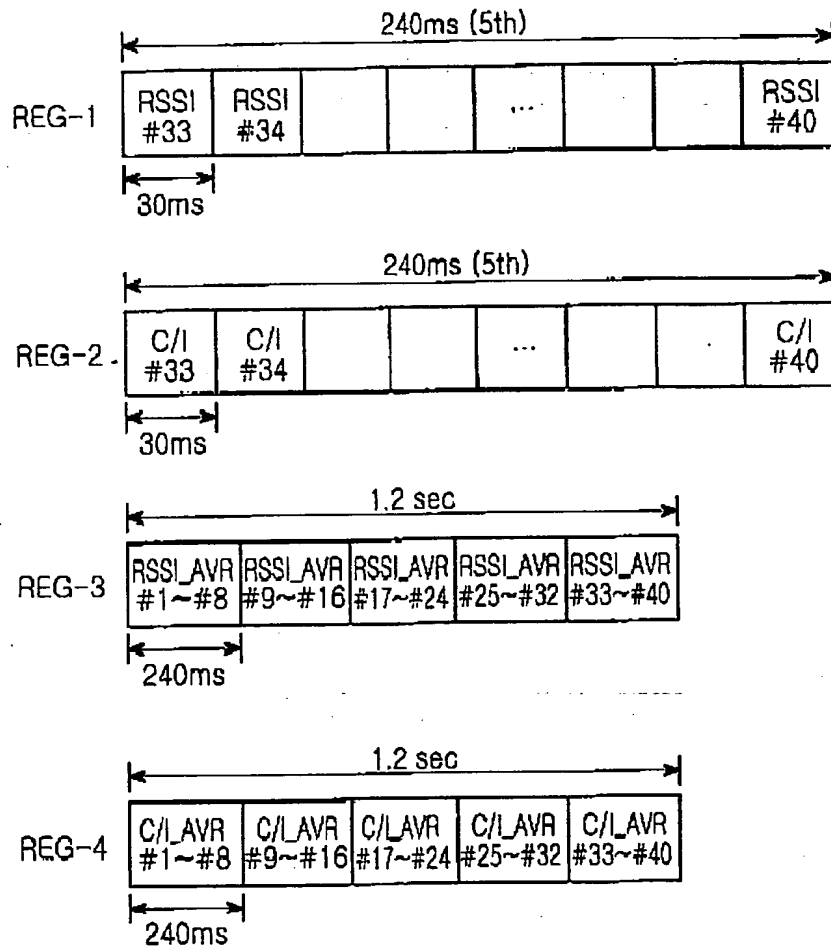 240ms (5th)
REG-1
RSSI #33
RSSI #34
...
RSSI #40
30ms
240ms (5th)
REG-2
C/I #33
C/I #34
...
C/I #40
30ms
1.2 sec
REG-3
RSSI_AVR #1~#8
RSSI_AVR #9~#16
RSSI_AVR #17~#24
RSSI_AVR #25~#32
RSSI_AVR #33~#40
240ms
1.2 sec
REG-4
C/I_AVR #1~#8
C/I_AVR #9~#16
C/I_AVR #17~#24
C/I_AVR #25~#32
C/I_AVR #33~#40
240ms